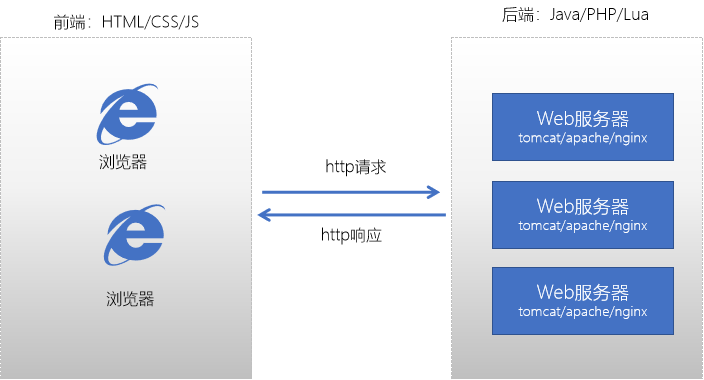 前端：HTML/CSS/JS
后端：Java/PHP/Lua
浏览器
浏览器
http请求
http响应
Web服务器
tomcat/apache/nginx
Web服务器
tomcat/apache/nginx
Web服务器
tomcat/apache/nginx